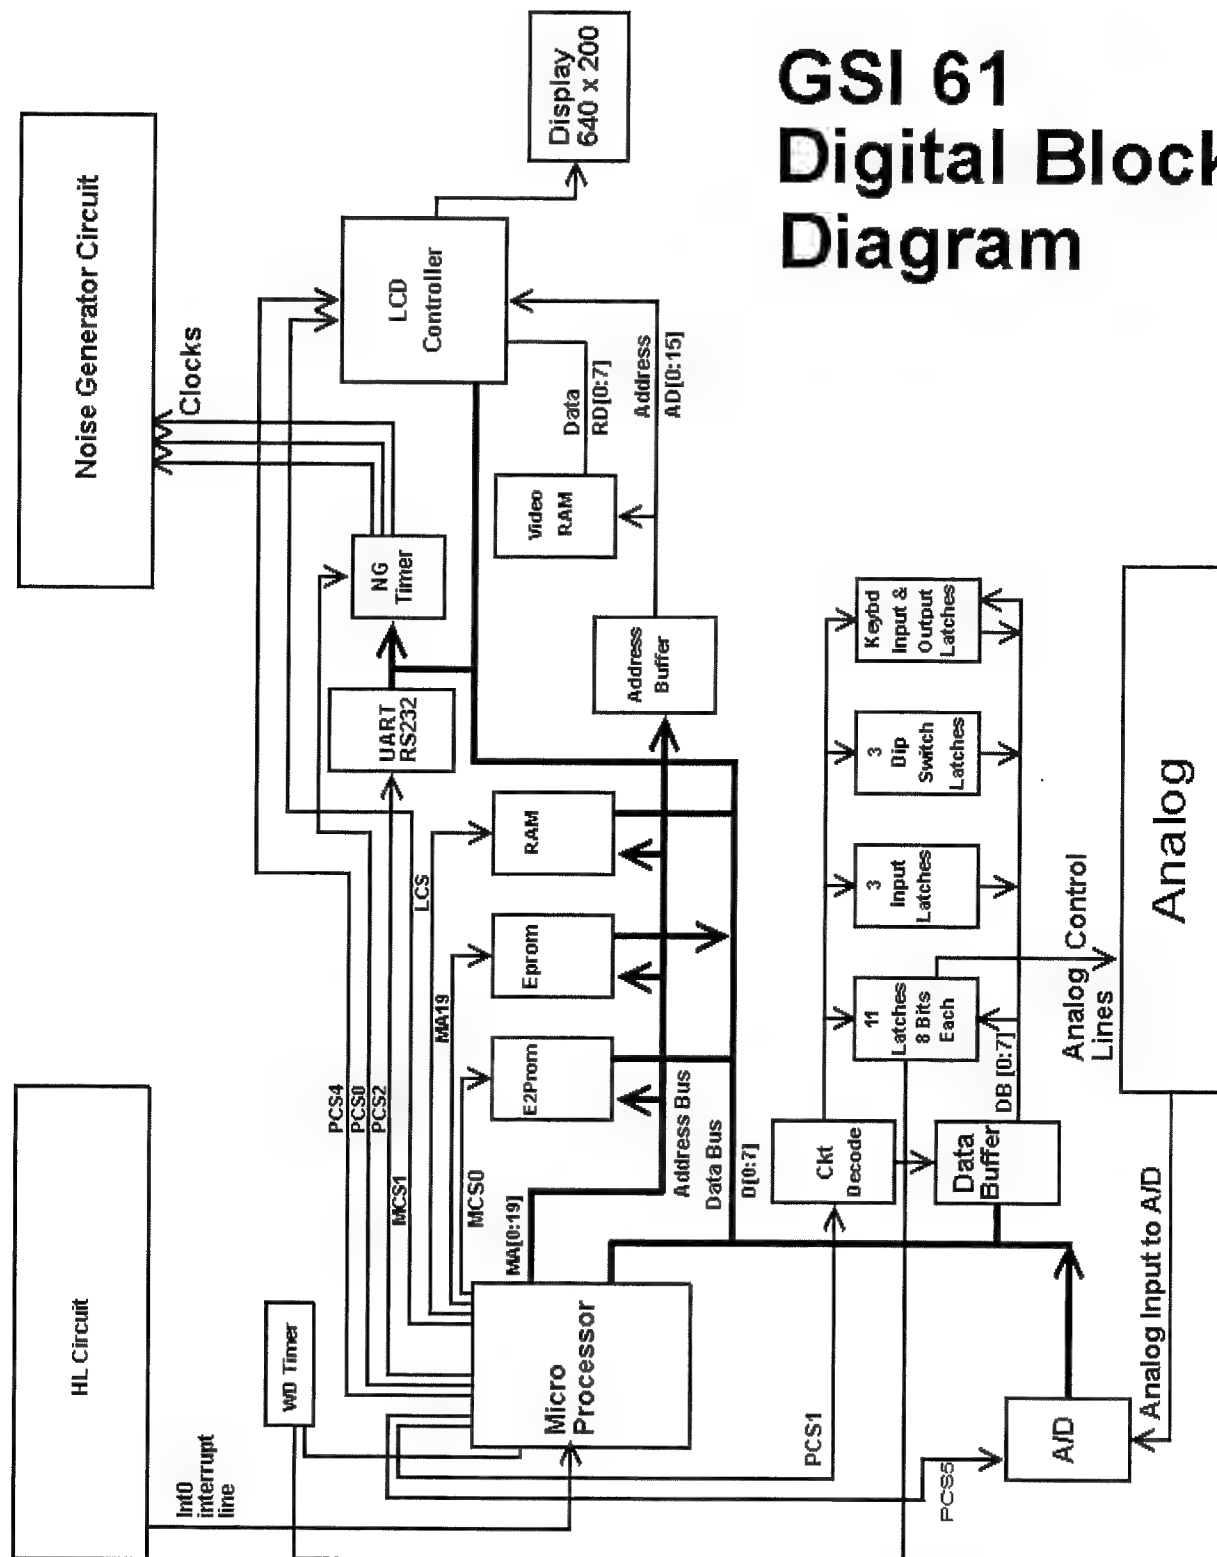 GSI 61
Digital Block
Diagram
Noise Generator Circuit
HL Circuit
Clocks
Display
640 x 200
LCD
Controller
Data
RD[0:7]
Address
AD[0:15]
Video
RAM
NG
Timer
UART
RS232
Address
Buffer
PCS4
PCS0
PCS2
MCS1
LCS
MA19
MCS0
RAM
Eprom
E2Prom
MA[0:19]
Address Bus
Data Bus
D[0:7]
WD Timer
Int0
interrupt
line
Micro
Processor
PCS1
PCS5
Keybd
Input &
Output
Latches
3
Dip
Switch
Latches
3
Input
Latches
11
Latches
8 Bits
Each
Ckt
Decode
Data
Buffer
DB [0:7]
Analog Control
Lines
Analog
A/D
Analog Input to A/D